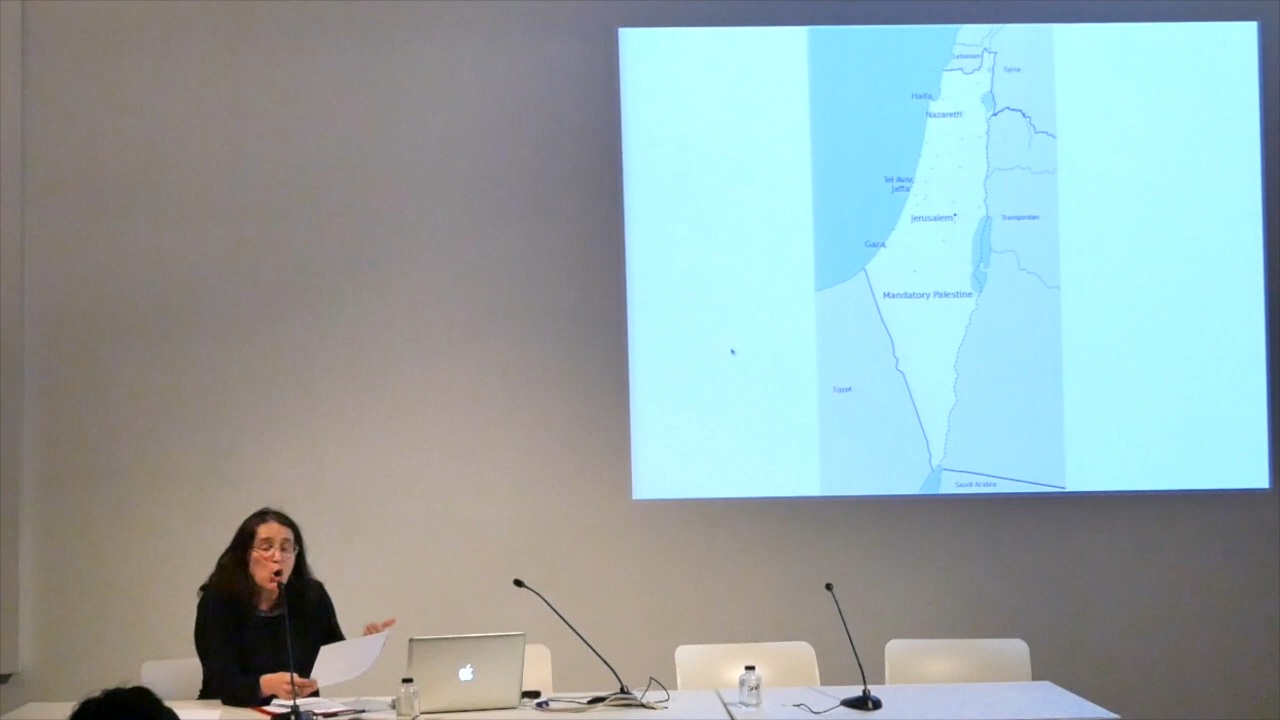 Lebanon
Syria
Haifa
Nazareth
Tel Aviv
Jaffa
Jerusalem
Transjordan
Gaza
Mandatory Palestine
Egypt
Saudi Arabia